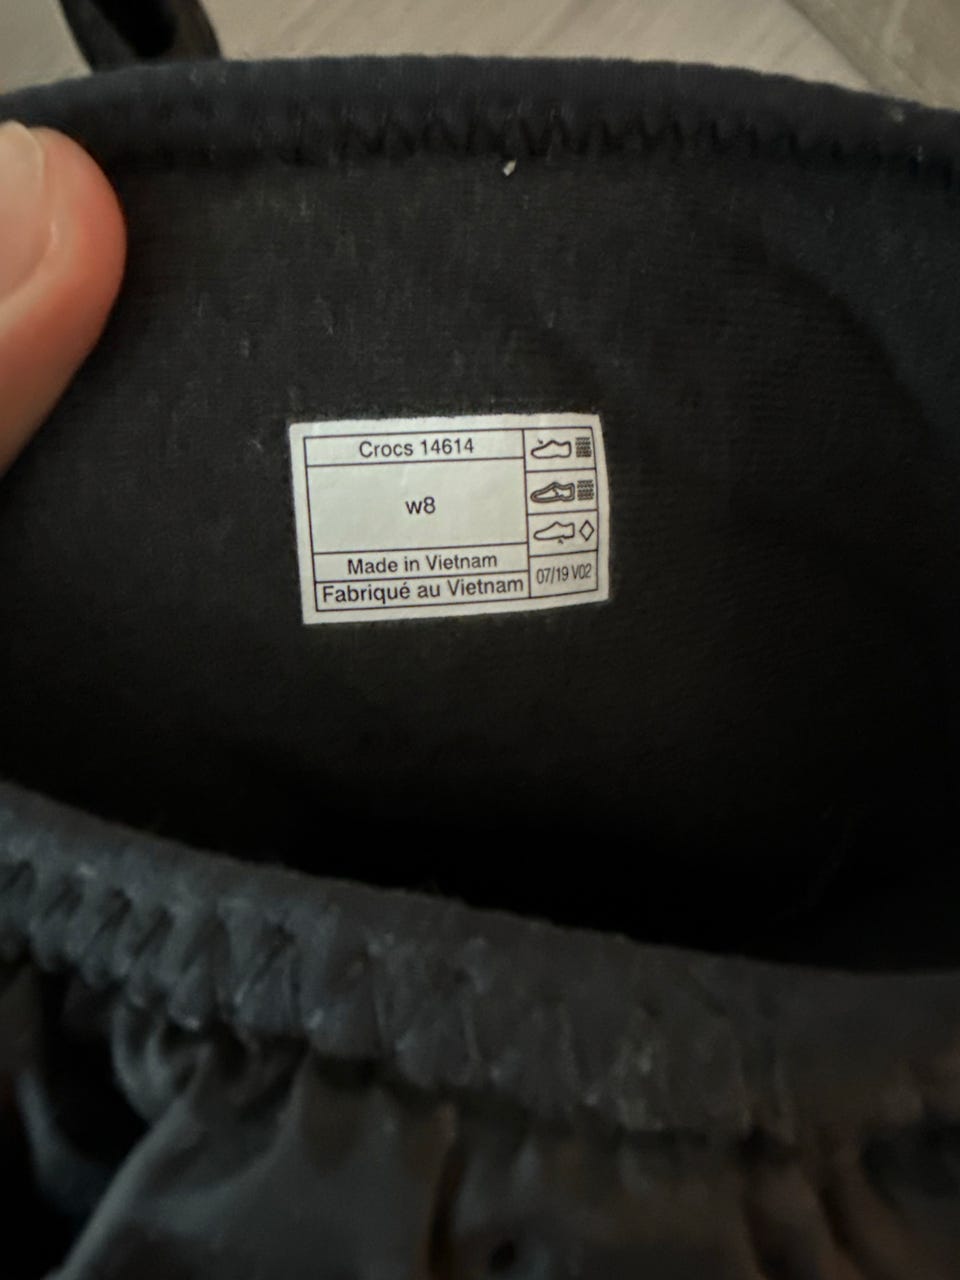 Crocs 14614
w8
Made in Vietnam
Fabriqué au Vietnam
07/19 V02